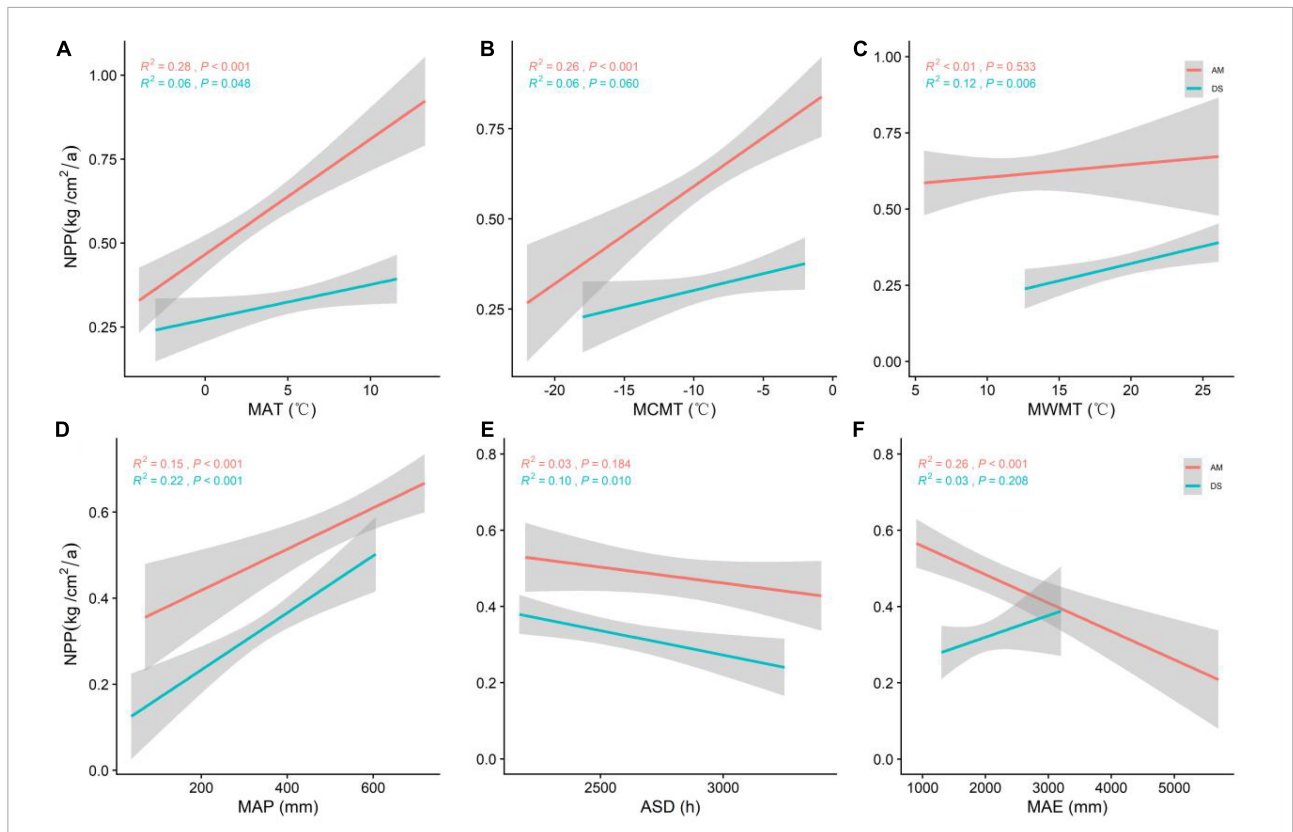 A
R² = 0.28 , P < 0.001
R² = 0.06 , P = 0.048
NPP(kg /cm²/a)
1.00
0.75
0.50
0.25
0 5 10
MAT (℃)
B
R² = 0.26 , P < 0.001
R² = 0.06 , P = 0.060
0.75
0.50
0.25
-20 -15 -10 -5 0
MCMT (℃)
C
R² < 0.01 , P = 0.533
R² = 0.12 , P = 0.006
AM
DS
1.00
0.75
0.50
0.25
0.00
5 10 15 20 25
MWMT (℃)
D
R² = 0.15 , P < 0.001
R² = 0.22 , P < 0.001
NPP(kg /cm²/a)
0.6
0.4
0.2
0.0
200 400 600
MAP (mm)
E
R² = 0.03 , P = 0.184
R² = 0.10 , P = 0.010
0.8
0.6
0.4
0.2
0.0
2500 3000
ASD (h)
F
R² = 0.26 , P < 0.001
R² = 0.03 , P = 0.208
AM
DS
0.8
0.6
0.4
0.2
0.0
1000 2000 3000 4000 5000
MAE (mm)